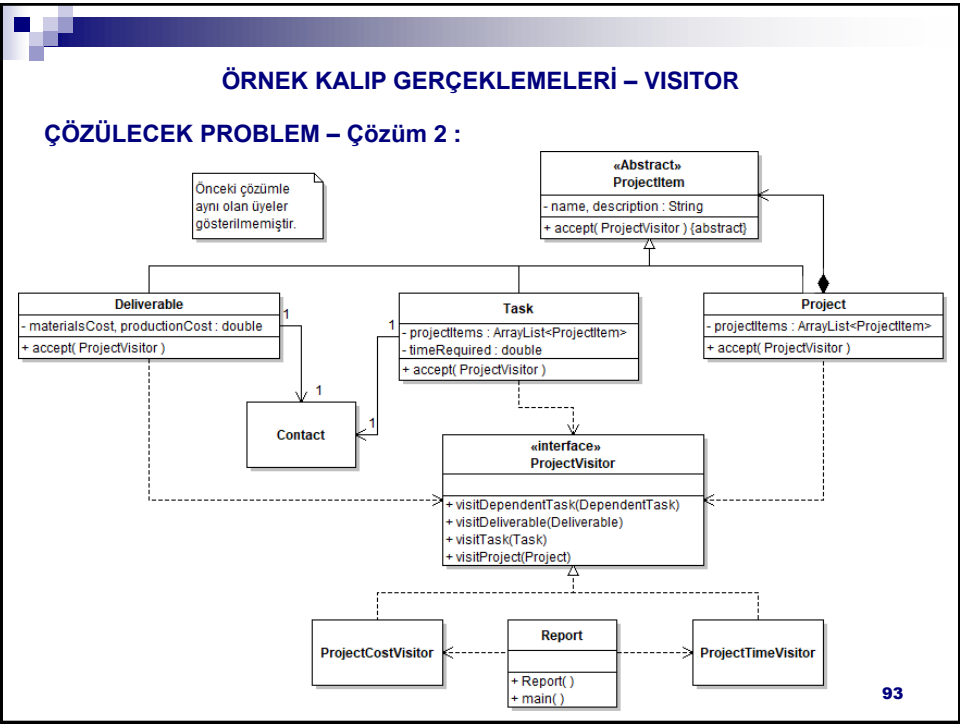 ÖRNEK KALIP GERÇEKLEMELERİ – VISITOR
ÇÖZÜLECEK PROBLEM – Çözüm 2 :
Önceki çözümle
aynı olan üyeler
gösterilmemiştir.
«Abstract»
ProjectItem
- name, description : String
+ accept( ProjectVisitor ) {abstract}
Deliverable
- materialsCost, productionCost : double
+ accept( ProjectVisitor )
Task
- projectItems : ArrayList<ProjectItem>
- timeRequired : double
+ accept( ProjectVisitor )
Project
- projectItems : ArrayList<ProjectItem>
+ accept( ProjectVisitor )
1
1
1
1
Contact
«interface»
ProjectVisitor
+ visitDependentTask(DependentTask)
+ visitDeliverable(Deliverable)
+ visitTask(Task)
+ visitProject(Project)
ProjectCostVisitor
Report
+ Report( )
+ main( )
ProjectTimeVisitor
93